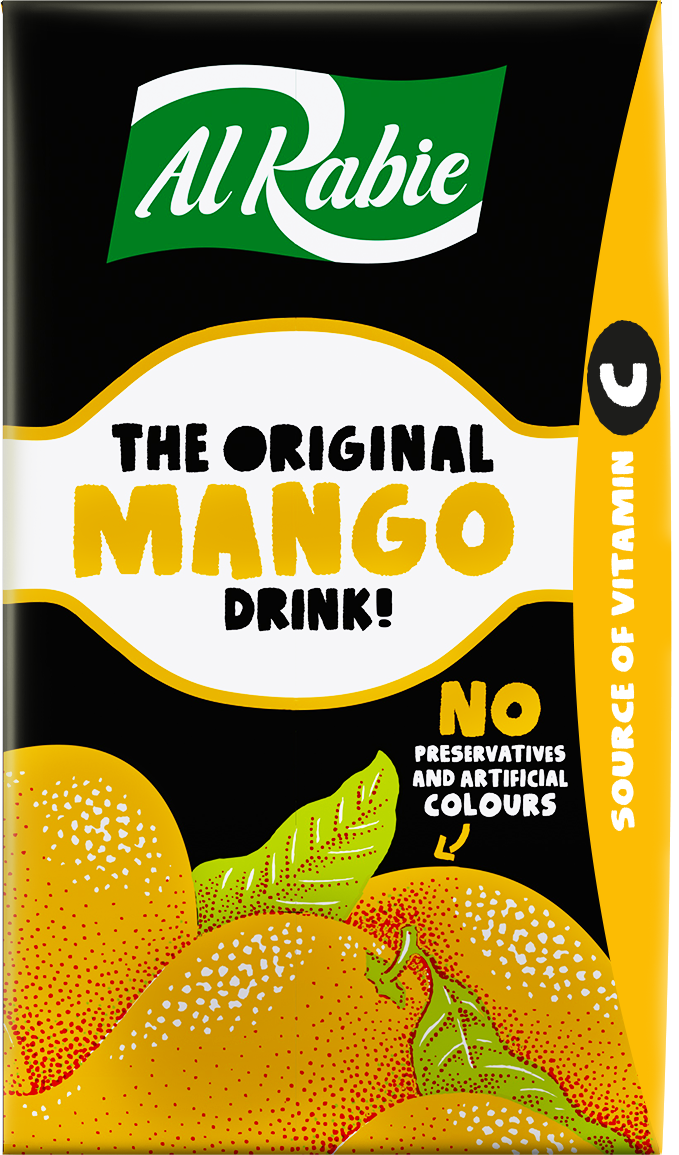 Al Rabie
THE ORIGINAL
MANGO
DRINK!
NO
PRESERVATIVES
AND ARTIFICIAL
COLOURS
SOURCE OF VITAMIN C